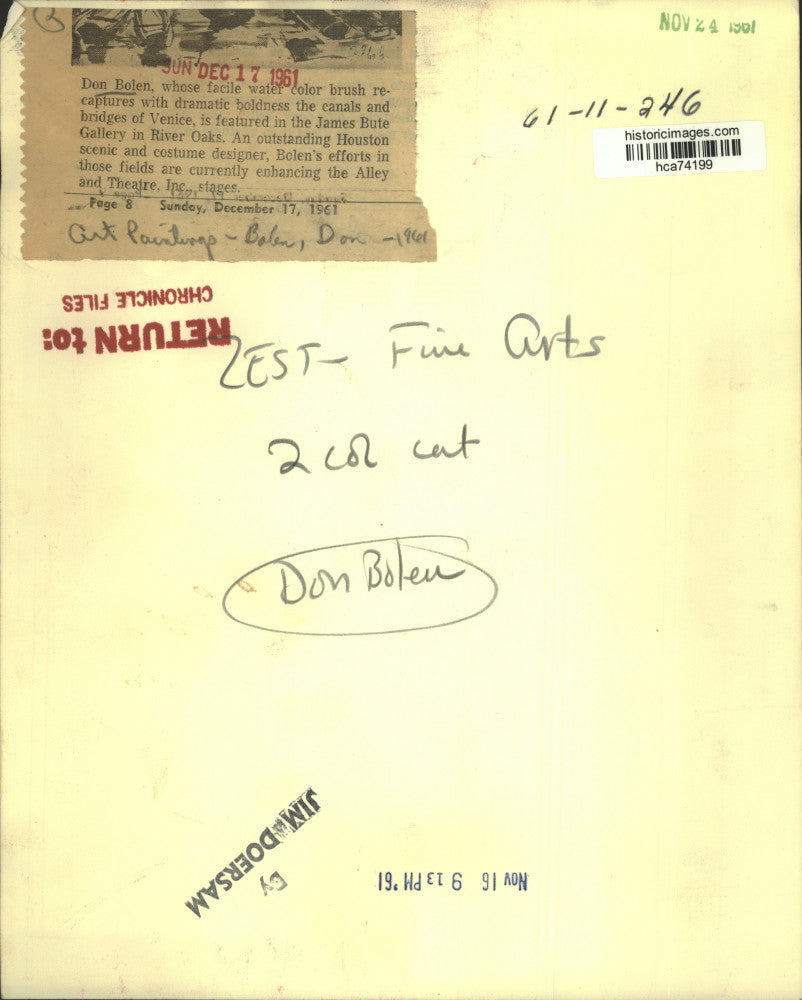 NOV 24 1961
SUN DEC 17 1961
Don Bolen, whose facile water color brush re-
captures with dramatic boldness the canals and
bridges of Venice, is featured in the James Bute
Gallery in River Oaks. An outstanding Houston
scenic and costume designer, Bolen's efforts in
those fields are currently enhancing the Alley
and Theatre, Inc., stages.
Page 8 Sunday, December 17, 1961
Art Paintings - Bolen, Don - 1961
61-11-246
historicimages.com
hca74199
RETURN to:
CHRONICLE FILES
ZEST- Fine Arts
2 col cut
Don Bolen
BY
JIM DOERSAM
Nov 16 9 13 PM '61